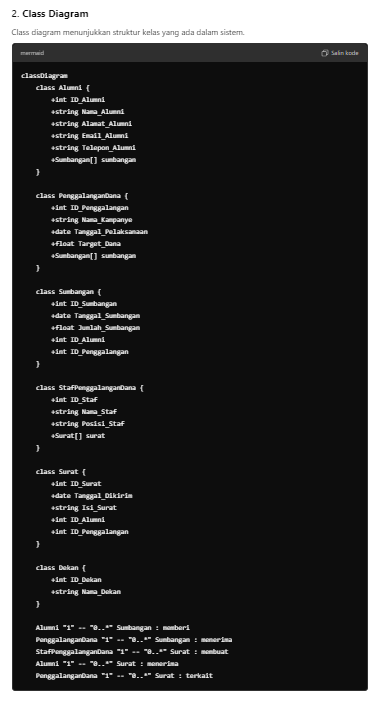 2. Class Diagram
Class diagram menunjukkan struktur kelas yang ada dalam sistem.
mermaid
Salin kode
classDiagram
class Alumni {
+int ID_Alumni
+string Nama_Alumni
+string Alamat_Alumni
+string Email_Alumni
+string Telepon_Alumni
+Sumbangan[] sumbangan
}
class PenggalanganDana {
+int ID_Penggalangan
+string Nama_Kampanye
+date Tanggal_Pelaksanaan
+float Target_Dana
+Sumbangan[] sumbangan
}
class Sumbangan {
+int ID_Sumbangan
+date Tanggal_Sumbangan
+float Jumlah_Sumbangan
+int ID_Alumni
+int ID_Penggalangan
}
class StafPenggalanganDana {
+int ID_Staf
+string Nama_Staf
+string Posisi_Staf
+Surat[] surat
}
class Surat {
+int ID_Surat
+date Tanggal_Dikirim
+string Isi_Surat
+int ID_Alumni
+int ID_Penggalangan
}
class Dekan {
+int ID_Dekan
+string Nama_Dekan
}
Alumni "1" -- "0..*" Sumbangan : memberi
PenggalanganDana "1" -- "0..*" Sumbangan : menerima
StafPenggalanganDana "1" -- "0..*" Surat : membuat
Alumni "1" -- "0..*" Surat : menerima
PenggalanganDana "1" -- "0..*" Surat : terkait